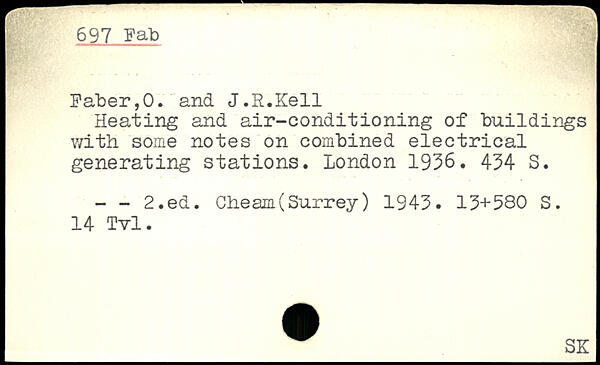 697 Fab
Faber,O. and J.R.Kell
Heating and air-conditioning of buildings
with some notes on combined electrical
generating stations. London 1936. 434 S.
- - 2.ed. Cheam(Surrey) 1943. 13+580 S.
14 Tvl.
SK